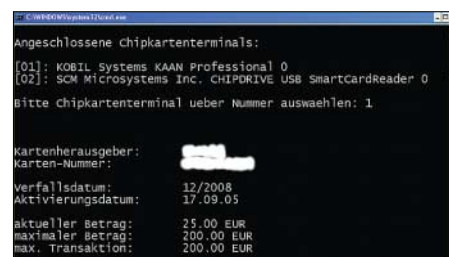 C:\WINDOWS\system32\cmd.exe
Angeschlossene Chipkartenterminals:
[01]: KOBIL Systems KAAN Professional 0
[02]: SCM Microsystems Inc. CHIPDRIVE USB SmartCardReader 0
Bitte Chipkartenterminal ueber Nummer auswaehlen: 1
Kartenherausgeber:
Karten-Nummer:
Verfallsdatum: 12/2008
Aktivierungsdatum: 17.09.05
aktueller Betrag: 25.00 EUR
maximaler Betrag: 200.00 EUR
max. Transaktion: 200.00 EUR